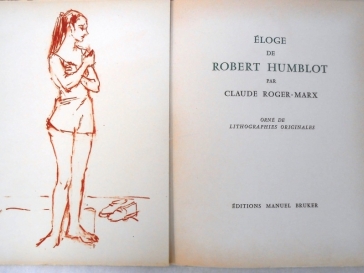 ÉLOGE
DE
ROBERT HUMBLOT
PAR
CLAUDE ROGER-MARX
ORNÉ DE
LITHOGRAPHIES ORIGINALES
ÉDITIONS MANUEL BRUKER